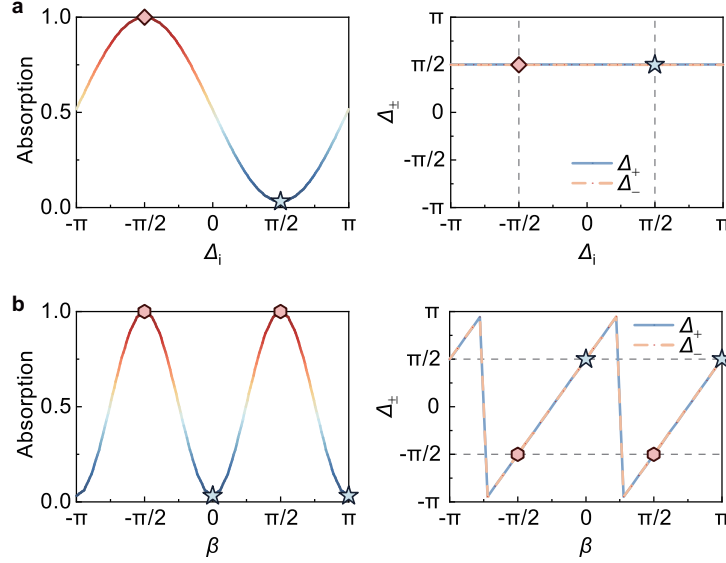 a
Absorption
1.0
0.5
0.0
-π -π/2 0 π/2 π
Δi
Δ±
π
π/2
0
-π/2
-π
Δ+
Δ−
-π -π/2 0 π/2 π
Δi
b
Absorption
1.0
0.5
0.0
-π -π/2 0 π/2 π
β
Δ±
π
π/2
0
-π/2
-π
Δ+
Δ−
-π -π/2 0 π/2 π
β